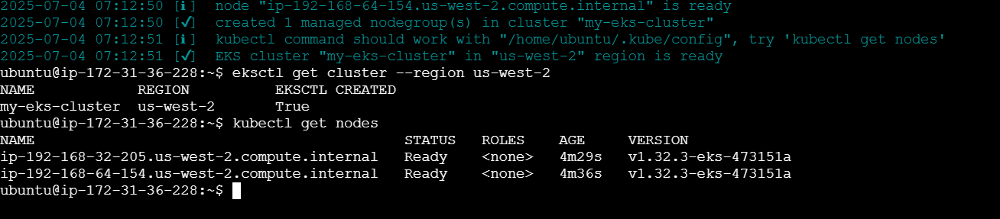 2025-07-04 07:12:50 [ℹ]  node "ip-192-168-64-154.us-west-2.compute.internal" is ready
2025-07-04 07:12:50 [✔]  created 1 managed nodegroup(s) in cluster "my-eks-cluster"
2025-07-04 07:12:51 [ℹ]  kubectl command should work with "/home/ubuntu/.kube/config", try 'kubectl get nodes'
2025-07-04 07:12:51 [✔]  EKS cluster "my-eks-cluster" in "us-west-2" region is ready
ubuntu@ip-172-31-36-228:~$ eksctl get cluster --region us-west-2
NAME            REGION          EKSCTL CREATED
my-eks-cluster  us-west-2       True
ubuntu@ip-172-31-36-228:~$ kubectl get nodes
NAME                                           STATUS   ROLES    AGE     VERSION
ip-192-168-32-205.us-west-2.compute.internal   Ready    <none>   4m29s   v1.32.3-eks-473151a
ip-192-168-64-154.us-west-2.compute.internal   Ready    <none>   4m36s   v1.32.3-eks-473151a
ubuntu@ip-172-31-36-228:~$